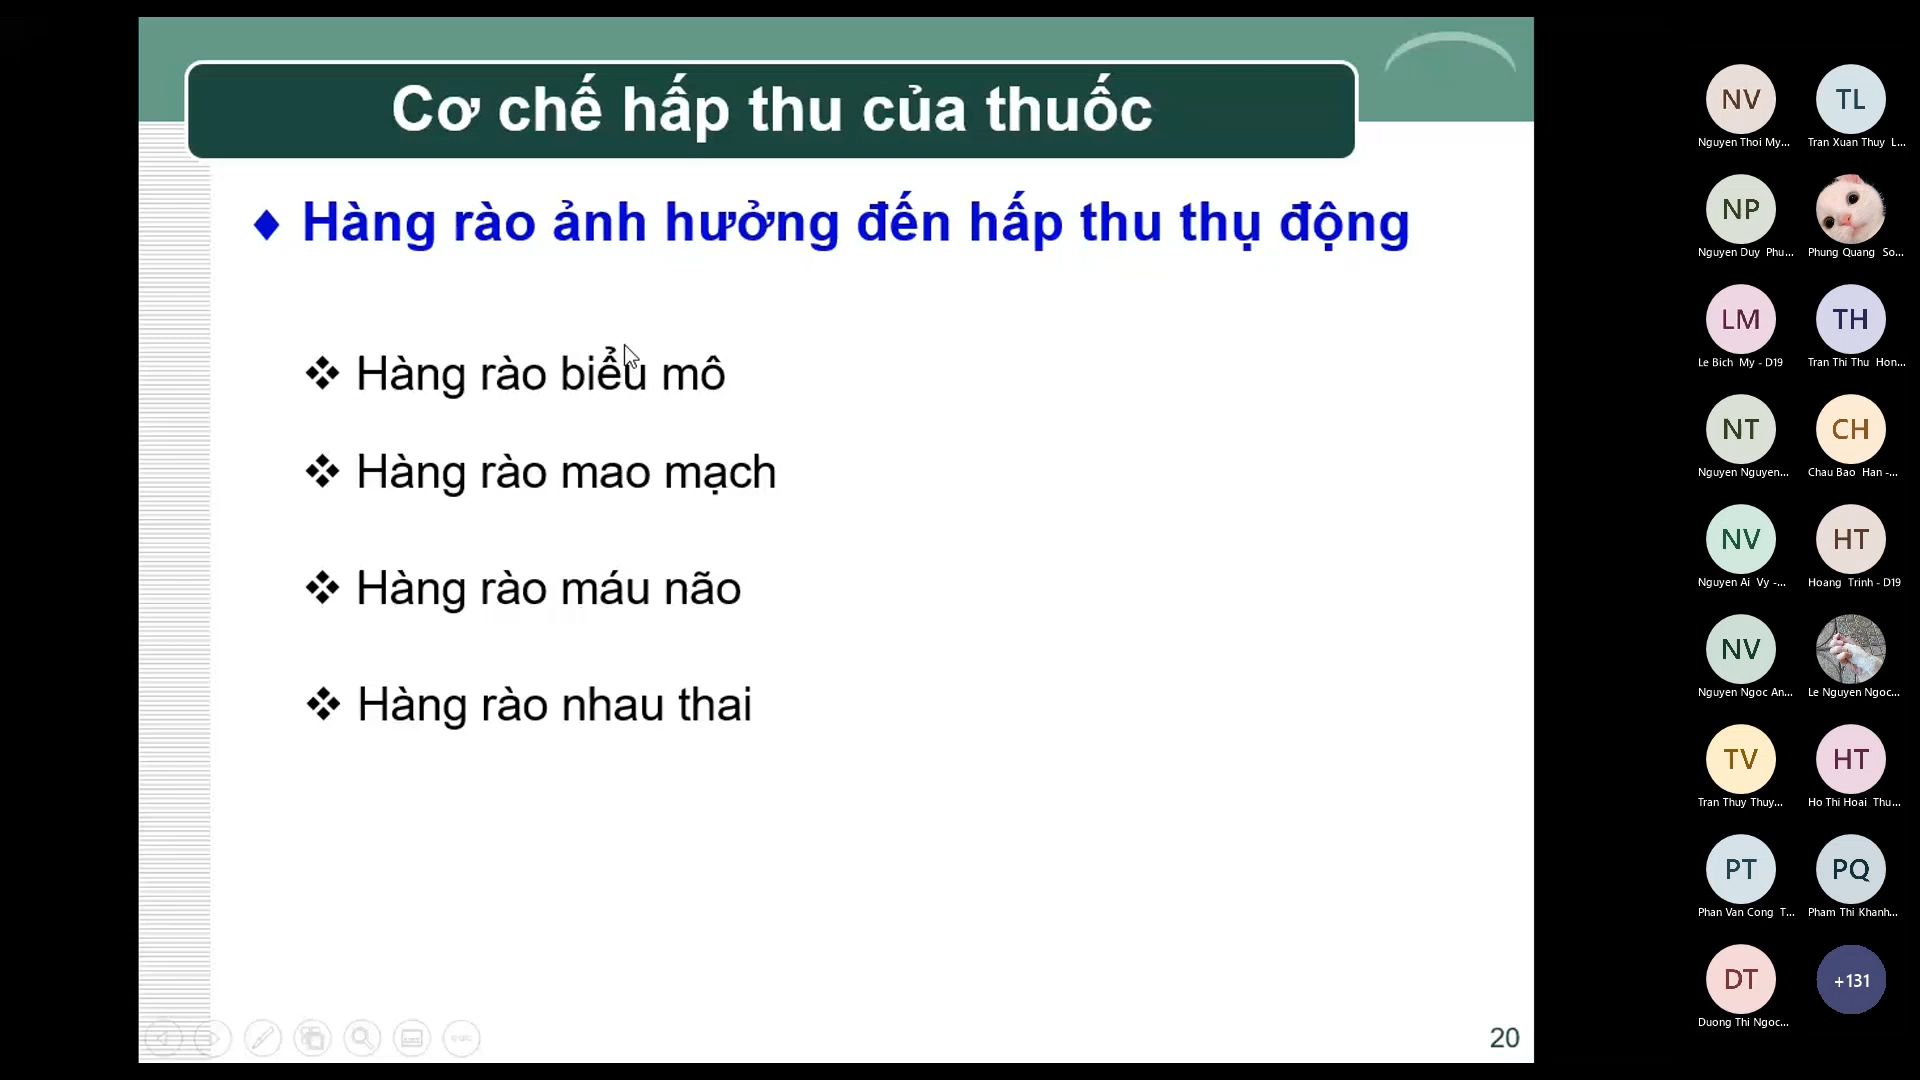 Cơ chế hấp thu của thuốc
♦ Hàng rào ảnh hưởng đến hấp thu thụ động
❖ Hàng rào biểu mô
❖ Hàng rào mao mạch
❖ Hàng rào máu não
❖ Hàng rào nhau thai
20
NV
Nguyen Thoi My...
TL
Tran Xuan Thuy L...
NP
Nguyen Duy Phu...
Phung Quang So...
LM
Le Bich My - D19
TH
Tran Thi Thu Hon...
NT
Nguyen Nguyen...
CH
Chau Bao Han -...
NV
Nguyen Ai Vy -...
HT
Hoang Trinh - D19
NV
Nguyen Ngoc An...
Le Nguyen Ngoc...
TV
Tran Thuy Thuy...
HT
Ho Thi Hoai Thu...
PT
Phan Van Cong T...
PQ
Pham Thi Khanh...
DT
Duong Thi Ngoc...
+131